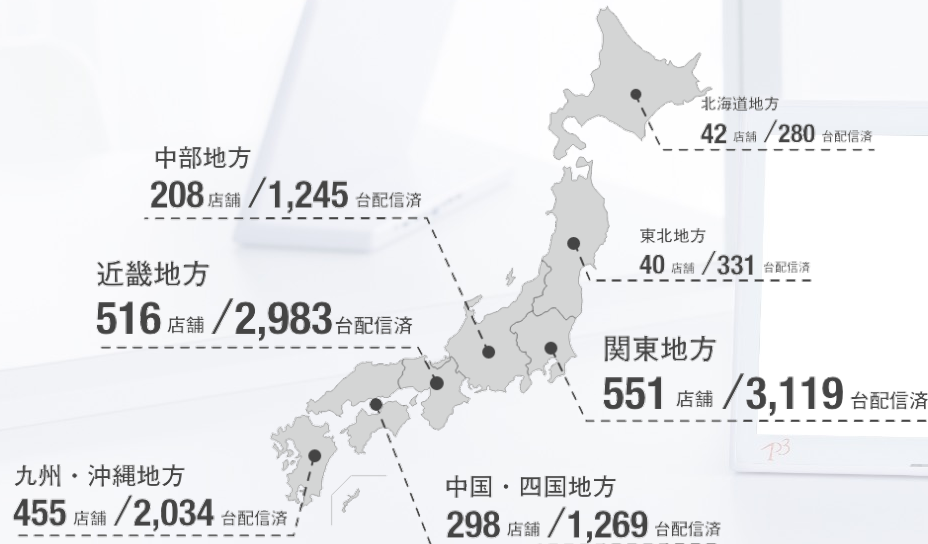 北海道地方
42 店舗 /280 台配信済
中部地方
208 店舗 /1,245 台配信済
東北地方
40 店舗 /331 台配信済
近畿地方
516 店舗 /2,983 台配信済
関東地方
551 店舗 /3,119 台配信済
九州・沖縄地方
455 店舗 /2,034 台配信済
中国・四国地方
298 店舗 /1,269 台配信済